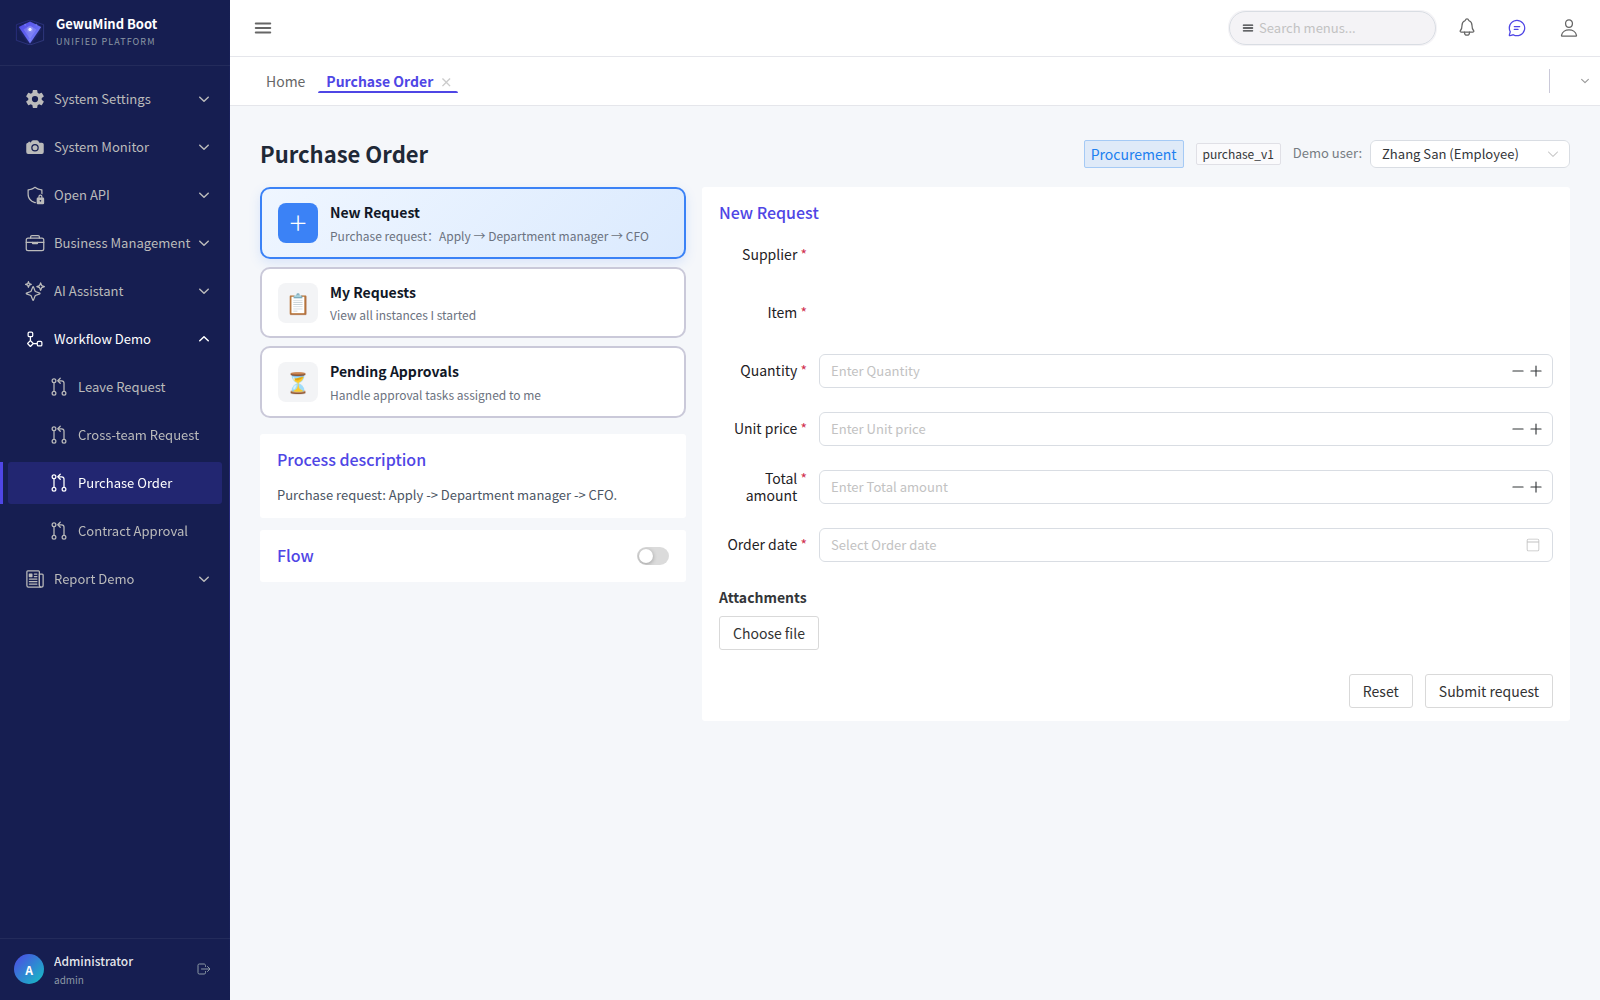 GewuMind Boot
UNIFIED PLATFORM
System Settings
System Monitor
Open API
Business Management
AI Assistant
Workflow Demo
Leave Request
Cross-team Request
Purchase Order
Contract Approval
Report Demo
A
Administrator
admin
Search menus...
Home
Purchase Order
Purchase Order
Procurement
purchase_v1
Demo user:
Zhang San (Employee)
New Request
Purchase request：Apply → Department manager → CFO
My Requests
View all instances I started
Pending Approvals
Handle approval tasks assigned to me
Process description
Purchase request: Apply -> Department manager -> CFO.
Flow
New Request
Supplier *
Item *
Quantity *
Enter Quantity
Unit price *
Enter Unit price
Total *
amount
Enter Total amount
Order date *
Select Order date
Attachments
Choose file
Reset
Submit request